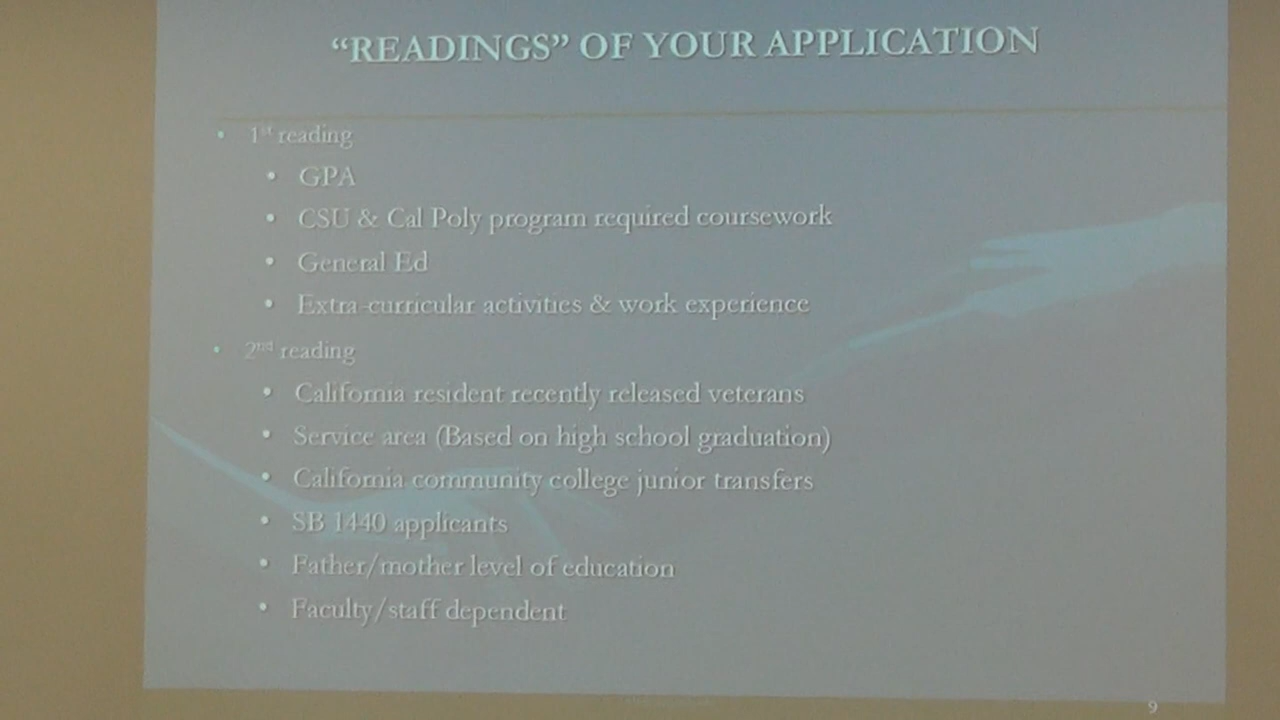 “READINGS” OF YOUR APPLICATION
• 1st reading
• GPA
• CSU & Cal Poly program required coursework
• General Ed
• Extra-curricular activities & work experience
• 2nd reading
• California resident recently released veterans
• Service area (Based on high school graduation)
• California community college junior transfers
• SB 1440 applicants
• Father/mother level of education
• Faculty/staff dependent
9